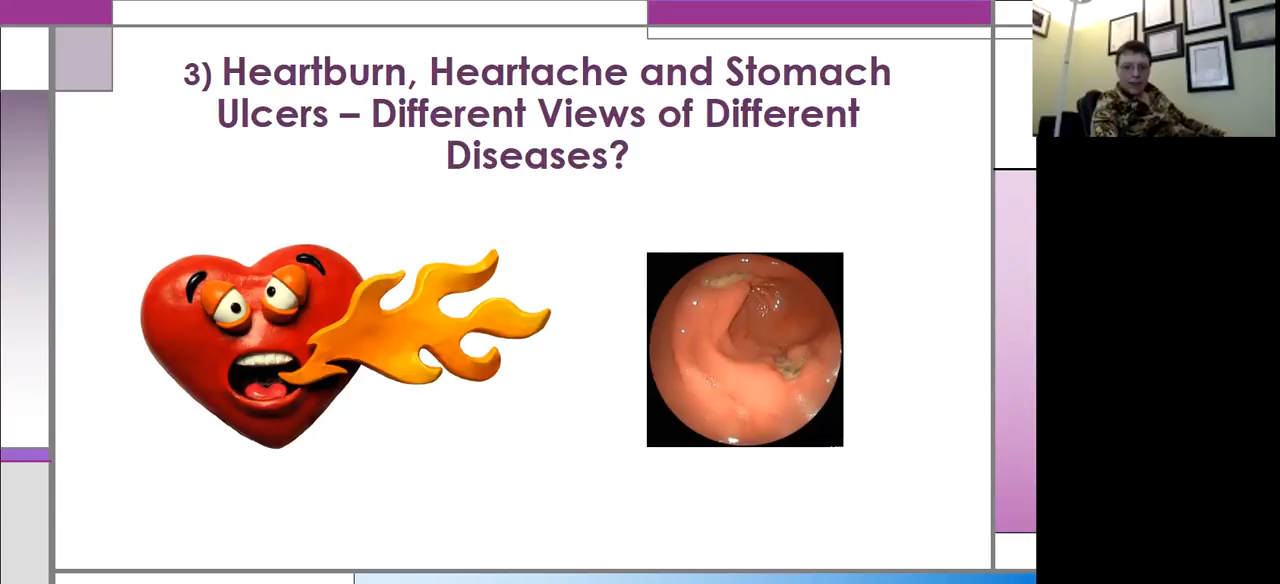 3) Heartburn, Heartache and Stomach
Ulcers – Different Views of Different
Diseases?